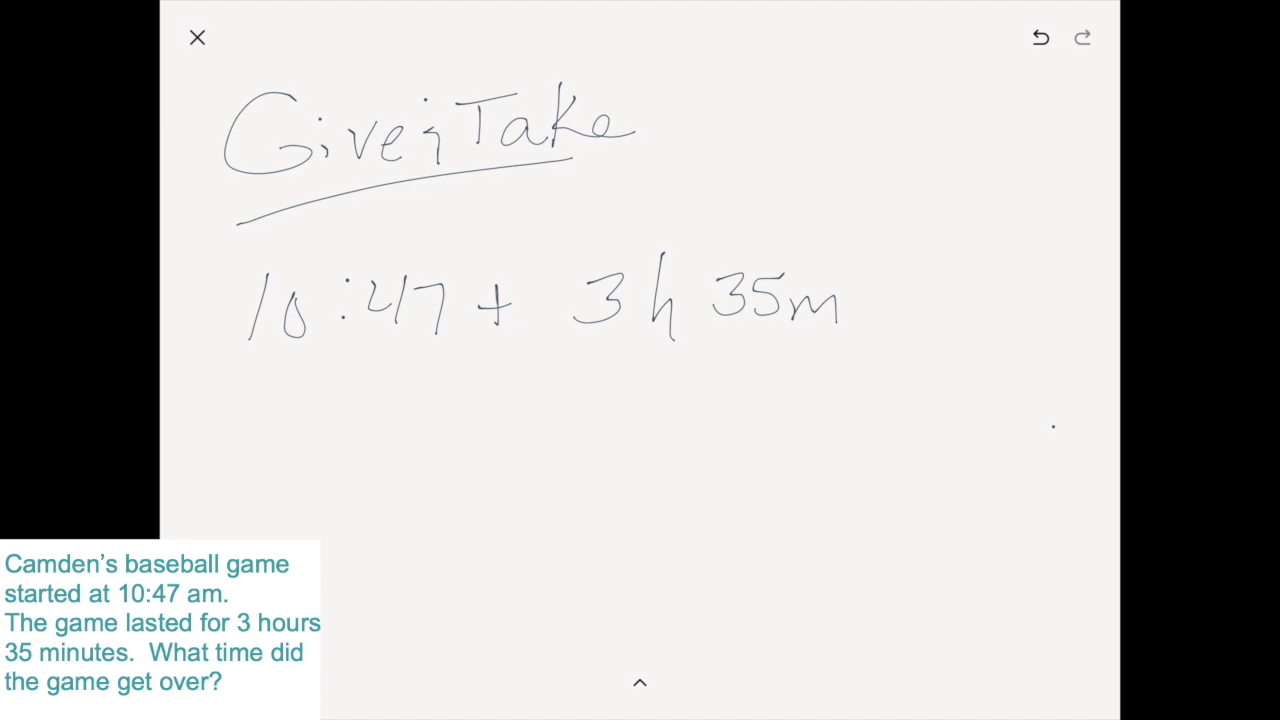 Give & Take
10:47 + 3 h 35m
Camden’s baseball game
started at 10:47 am.
The game lasted for 3 hours
35 minutes.  What time did
the game get over?